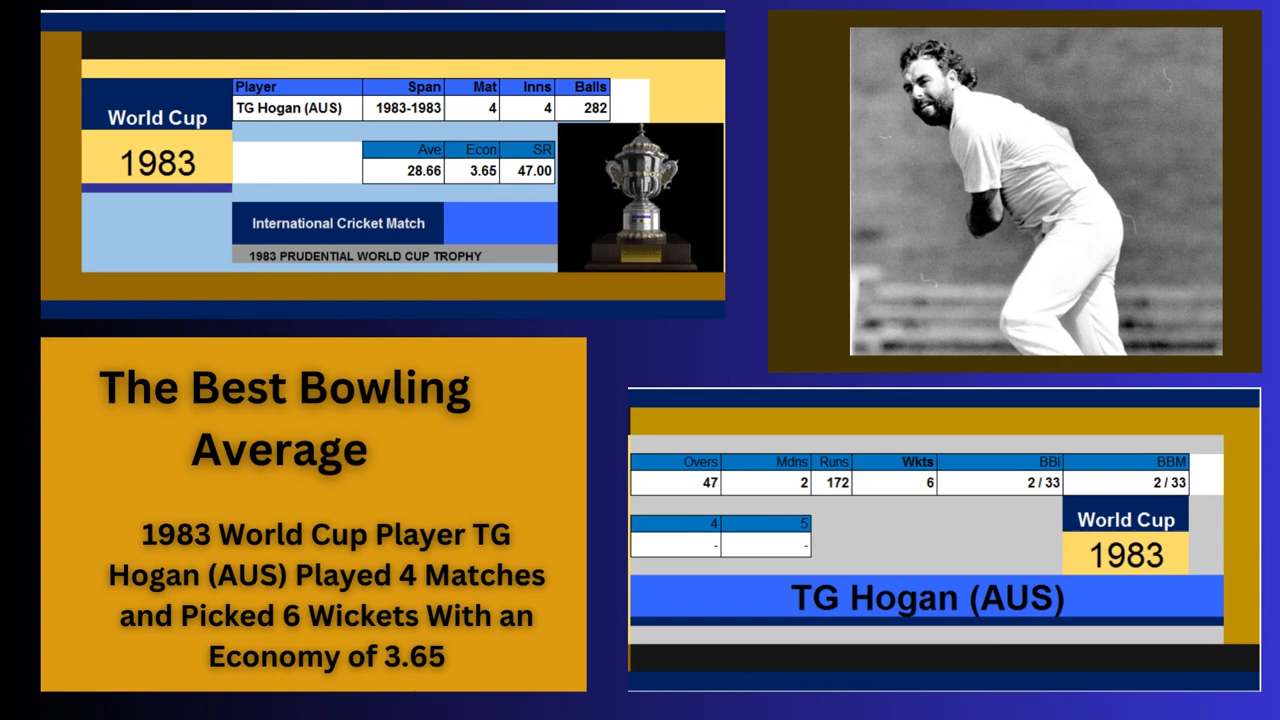 Player Span Mat Inns Balls
TG Hogan (AUS) 1983-1983 4 4 282
World Cup
1983
Ave Econ SR
28.66 3.65 47.00
International Cricket Match
1983 PRUDENTIAL WORLD CUP TROPHY
The Best Bowling
Average
1983 World Cup Player TG
Hogan (AUS) Played 4 Matches
and Picked 6 Wickets With an
Economy of 3.65
Overs Mdns Runs Wkts BBI BBM
47 2 172 6 2 / 33 2 / 33
4 5
- -
World Cup
1983
TG Hogan (AUS)